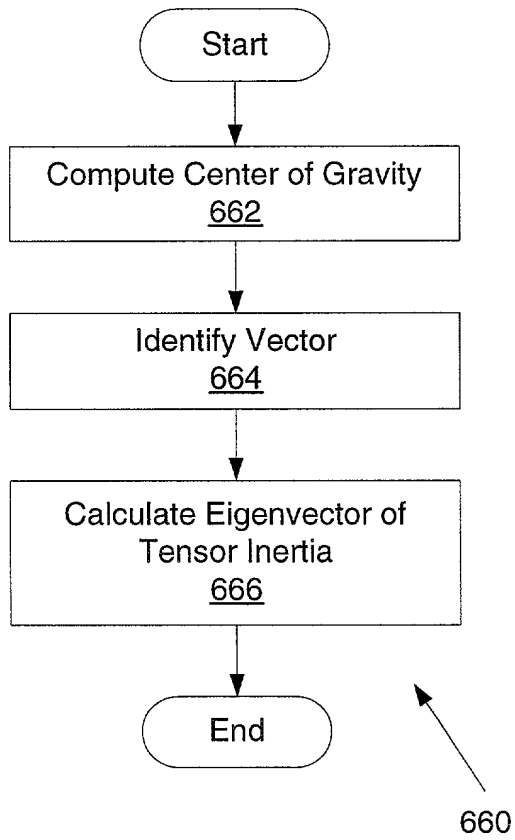 Start
Compute Center of Gravity
662
Identify Vector
664
Calculate Eigenvector of
Tensor Inertia
666
End
660